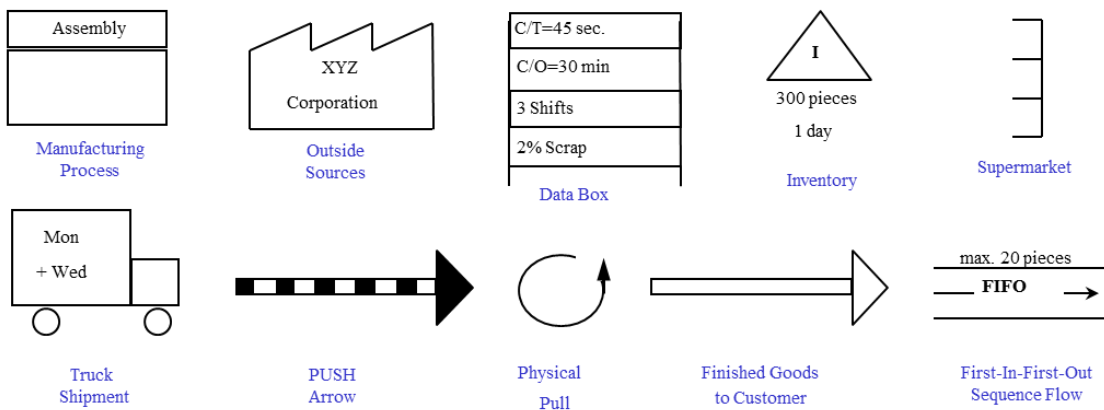 Assembly
Manufacturing
Process
XYZ
Corporation
Outside
Sources
C/T=45 sec.
C/O=30 min
3 Shifts
2% Scrap
Data Box
I
300 pieces
1 day
Inventory
Supermarket
Mon
+ Wed
Truck
Shipment
PUSH
Arrow
Physical
Pull
Finished Goods
to Customer
max. 20 pieces
FIFO
First-In-First-Out
Sequence Flow